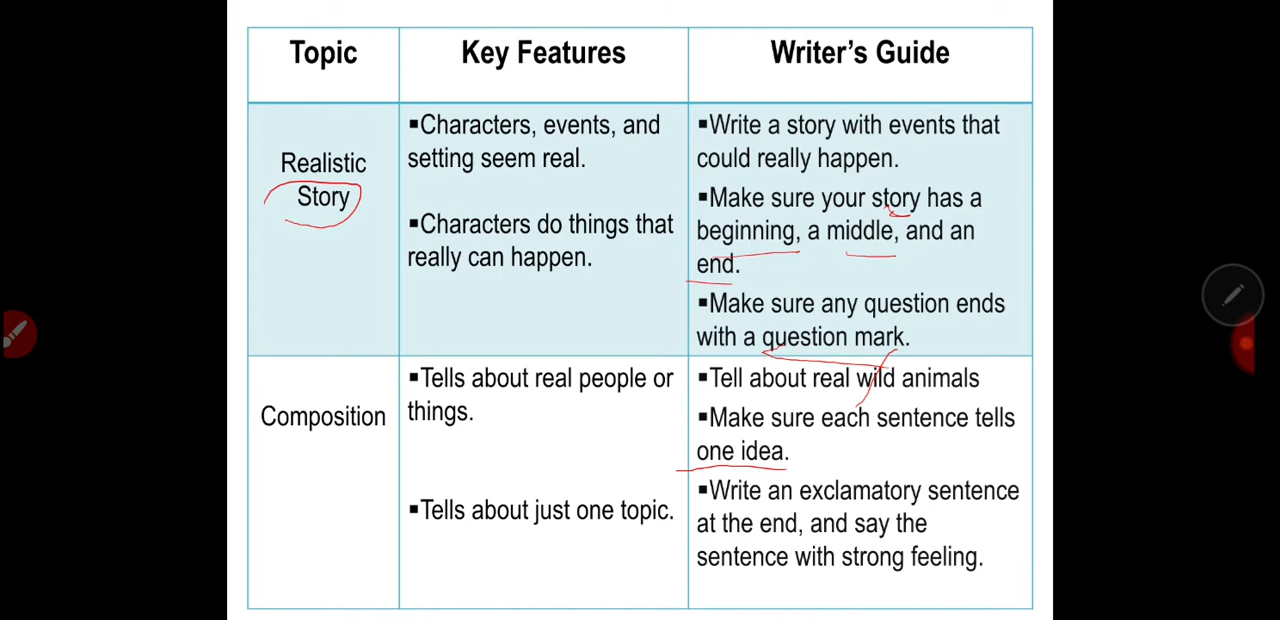 Topic
Key Features
Writer's Guide
Realistic
Story
▪Characters, events, and
setting seem real.
▪Characters do things that
really can happen.
▪Write a story with events that
could really happen.
▪Make sure your story has a
beginning, a middle, and an
end.
▪Make sure any question ends
with a question mark.
Composition
▪Tells about real people or
things.
▪Tells about just one topic.
▪Tell about real wild animals
▪Make sure each sentence tells
one idea.
▪Write an exclamatory sentence
at the end, and say the
sentence with strong feeling.